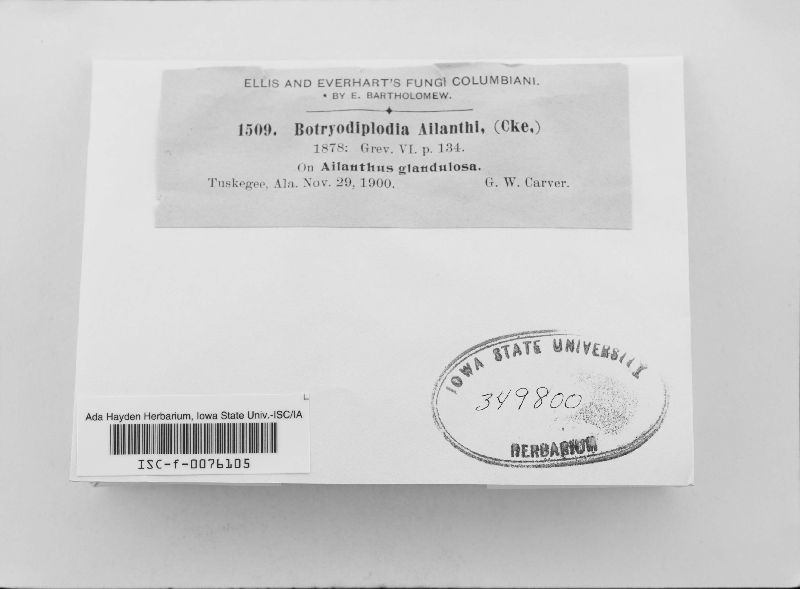 ELLIS AND EVERHART'S FUNGI COLUMBIANI.
• BY E. BARTHOLOMEW.
1509. Botryodiplodia Ailanthi, (Cke,)
1878: Grev. VI. p. 134.
On Ailanthus glandulosa.
Tuskegee, Ala. Nov. 29, 1900. G. W. Carver.
IOWA STATE UNIVERSITY
349800
HERBARIUM
Ada Hayden Herbarium, Iowa State Univ.-ISC/IA
ISC-f-0076105